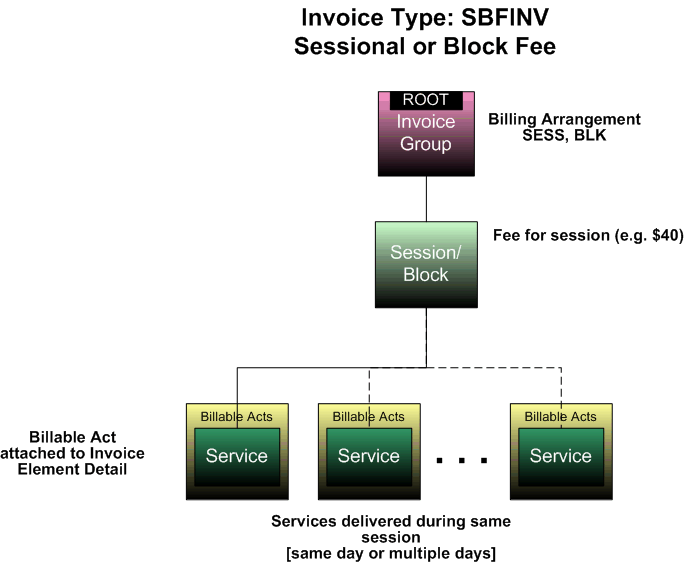 Invoice Type: SBFINV
Sessional or Block Fee
ROOT
Invoice
Group
Billing Arrangement
SESS, BLK
Session/
Block
Fee for session (e.g. $40)
Billable Act
attached to Invoice
Element Detail
Billable Acts
Service
Billable Acts
Service
. . .
Billable Acts
Service
Services delivered during same
session
[same day or multiple days]